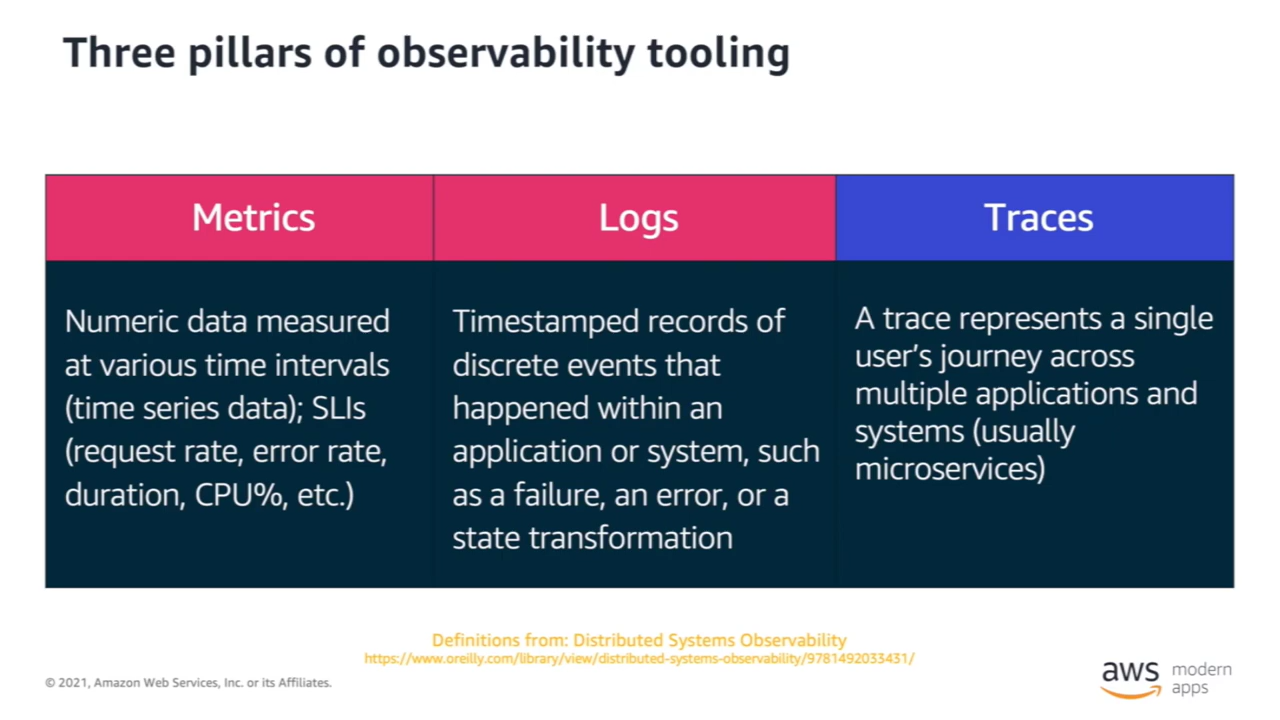 Three pillars of observability tooling
Metrics
Logs
Traces
Numeric data measured
at various time intervals
(time series data); SLIs
(request rate, error rate,
duration, CPU%, etc.)
Timestamped records of
discrete events that
happened within an
application or system, such
as a failure, an error, or a
state transformation
A trace represents a single
user's journey across
multiple applications and
systems (usually
microservices)
Definitions from: Distributed Systems Observability
https://www.oreilly.com/library/view/distributed-systems-observability/9781492033431/
© 2021, Amazon Web Services, Inc. or its Affiliates.
aws
modern
apps